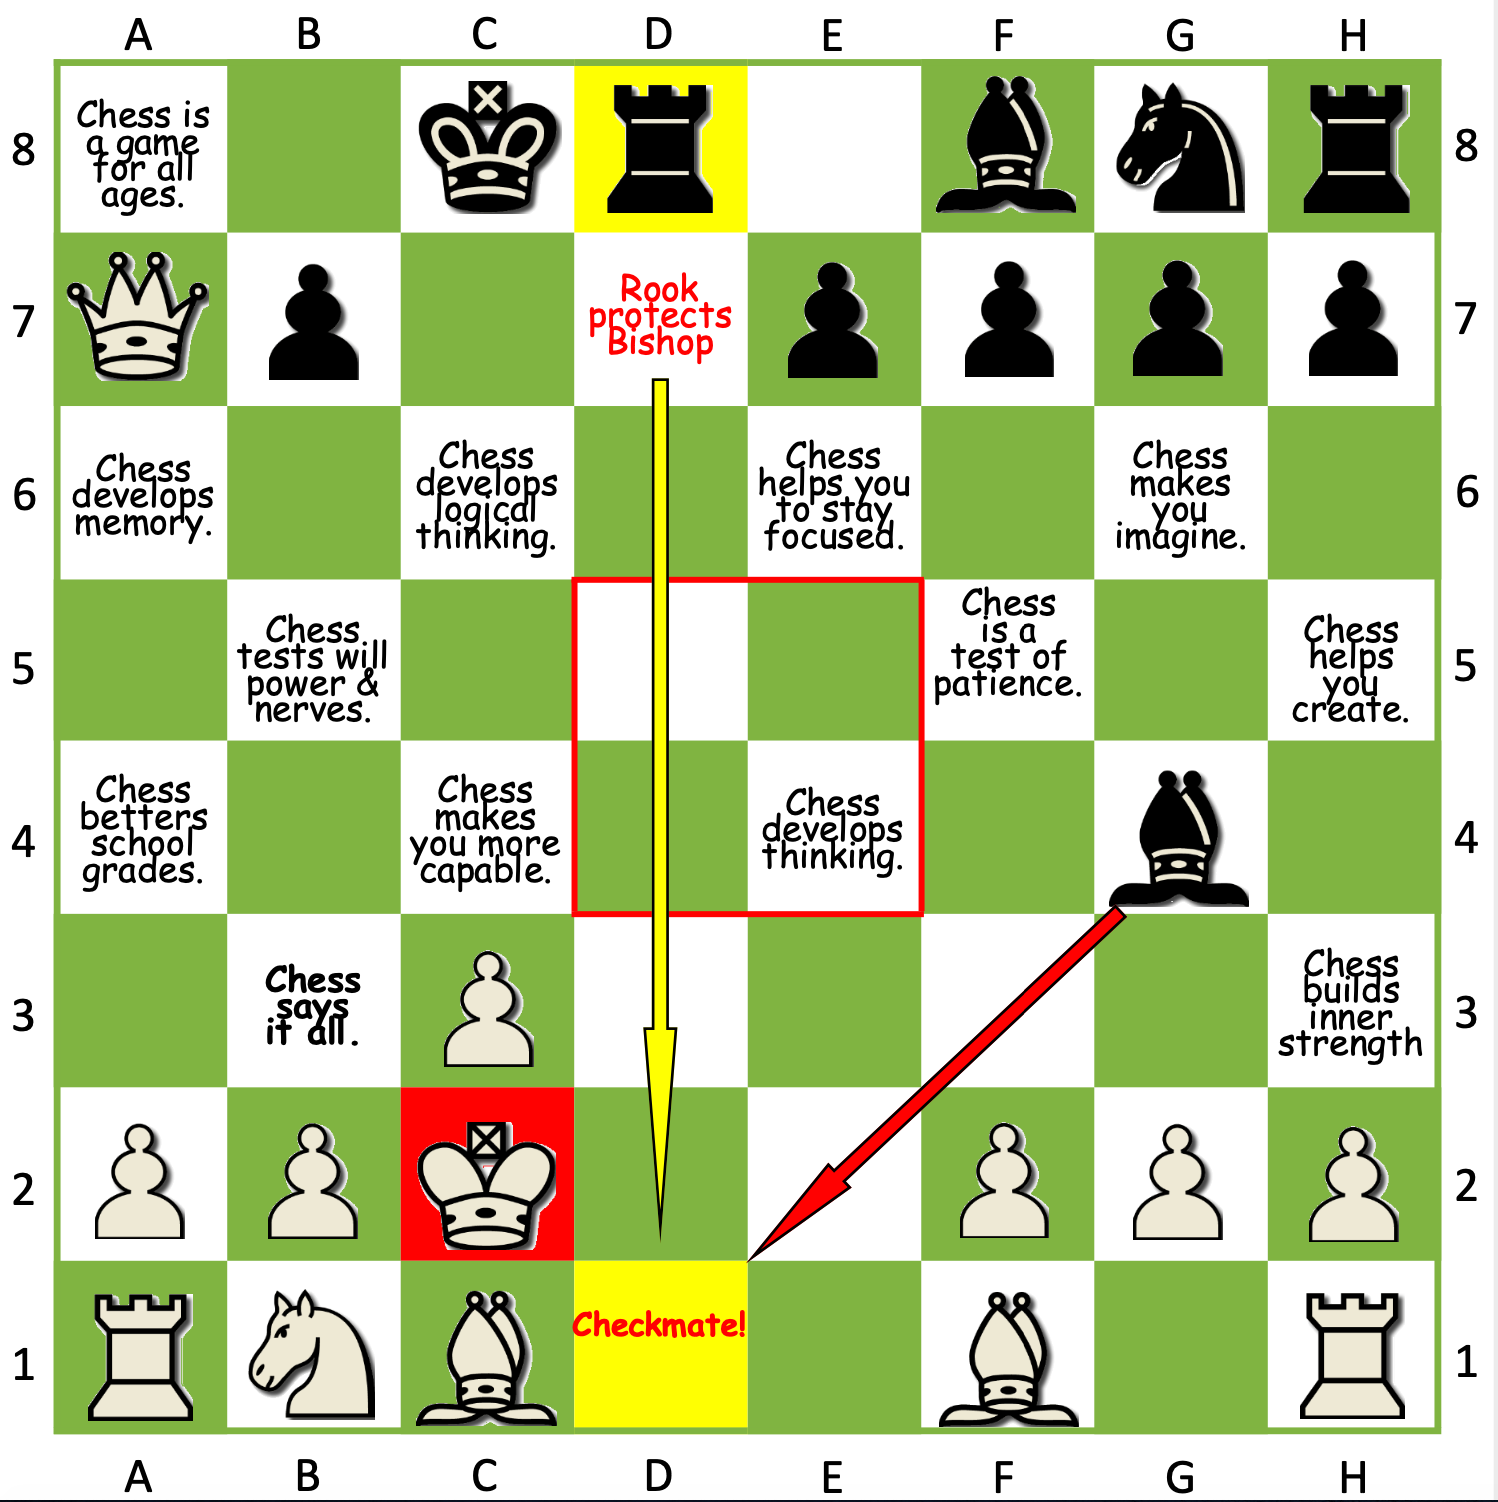 A B C D E F G H
8 8
Chess is
a game
for all
ages.
7 7
Rook
protects
Bishop
6 6
Chess
develops
memory.
Chess
develops
logical
thinking.
Chess
helps you
to stay
focused.
Chess
makes
you
imagine.
5 5
Chess
tests will
power &
nerves.
Chess
is a
test of
patience.
Chess
helps
you
create.
4 4
Chess
betters
school
grades.
Chess
makes
you more
capable.
Chess
develops
thinking.
3 3
Chess
says
it all.
Chess
builds
inner
strength
2 2
1 1
Checkmate!
A B C D E F G H